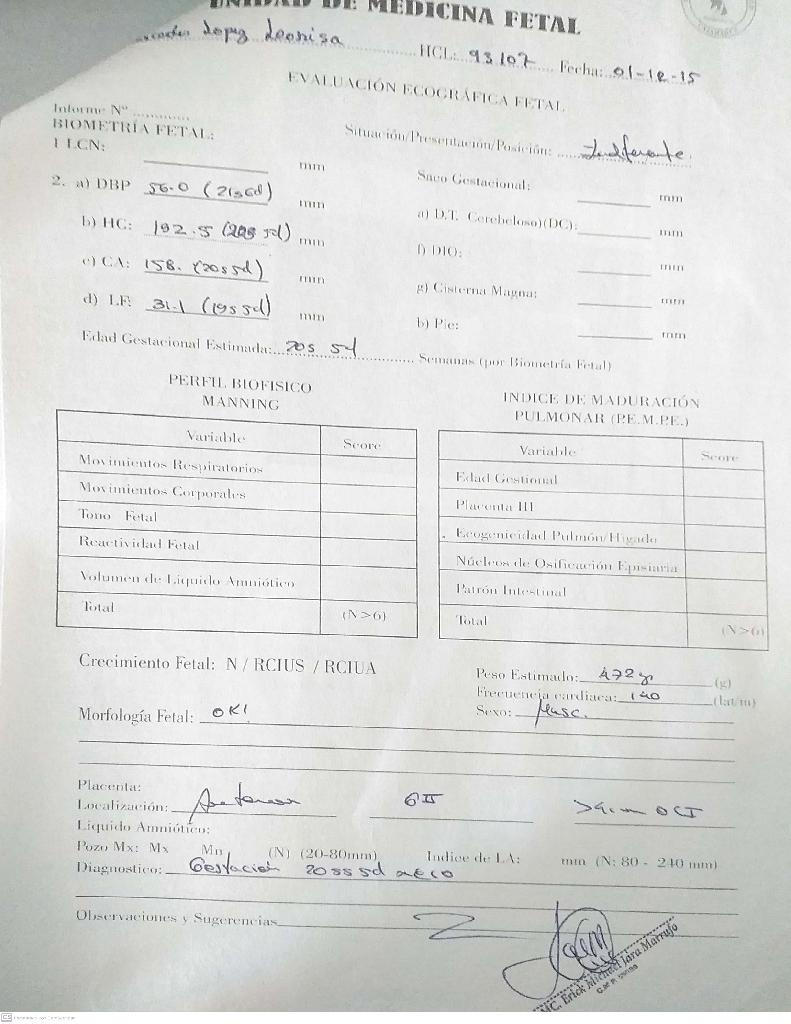 UNIDAD DE MEDICINA FETAL
Lopez Leonisa HCL: 93107 Fecha: 01-12-15
EVALUACIÓN ECOGRÁFICA FETAL
Informe Nº
BIOMETRÍA FETAL: Situación/Presentación/Posición: Indiferente.
1 LCN: mm Saco Gestacional: mm
2. a) DBP 56.0 (21s6d) mm a) D.T. Cerebeloso)(DC): mm
b) HC: 192.5 mm f) DIO: mm
c) CA: 158. (20s5d) mm g) Cisterna Magna: mm
d) LF: 31.1 (19s5d) mm b) Pie: mm
Edad Gestacional Estimada: 20s 5d Semanas (por Biometría Fetal)
PERFIL BIOFISICO
MANNING
Variable Score
Movimientos Respiratorios
Movimientos Corporales
Tono Fetal
Reactividad Fetal
Volumen de Liquido Amniótico
Total (N>6)
INDICE DE MADURACIÓN
PULMONAR (P.E.M.P.E.)
Variable Score
Edad Gestional
Placenta III
Ecogenicidad Pulmón/Higado
Núcleos de Osificación Episiaria
Patrón Intestinal
Total (N>6)
Crecimiento Fetal: N / RCIUS / RCIUA
Peso Estimado: 472 gr (g)
Frecuencia cardiaca: 140 (lat/m)
Sexo: Masc.
Morfología Fetal: OK!
Placenta:
Localización: GII OCI
Liquido Amniótico:
Pozo Mx: Mx Mn (N) (20-80mm) Indice de LA: mm (N: 80 - 240 mm)
Diagnostico: Gestación 20ss 5d
Observaciones y Sugerencias
MC. Erick Michael Jara Marrufo